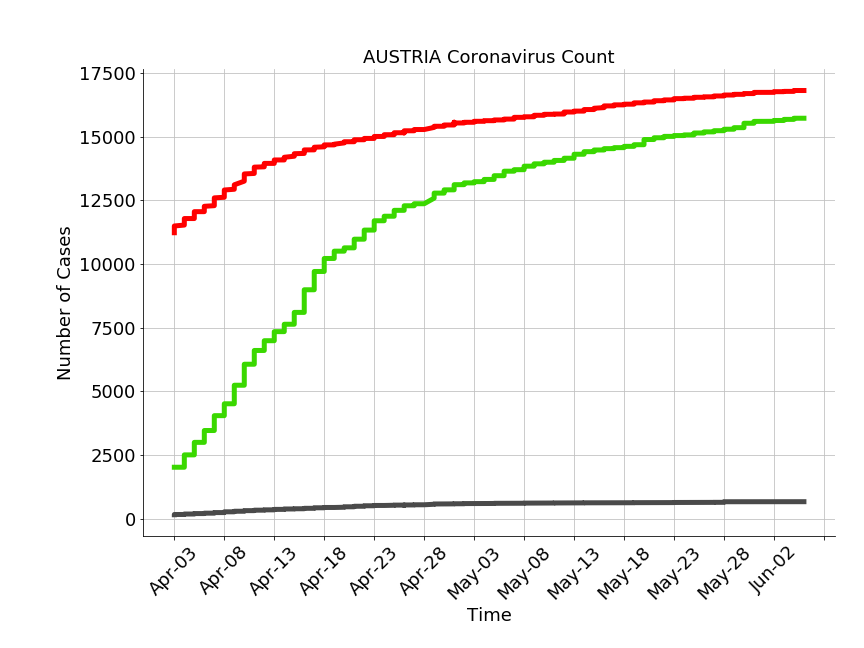 AUSTRIA Coronavirus Count
17500
15000
12500
10000
7500
5000
2500
0
Number of Cases
Apr-03
Apr-08
Apr-13
Apr-18
Apr-23
Apr-28
May-03
May-08
May-13
May-18
May-23
May-28
Jun-02
Time